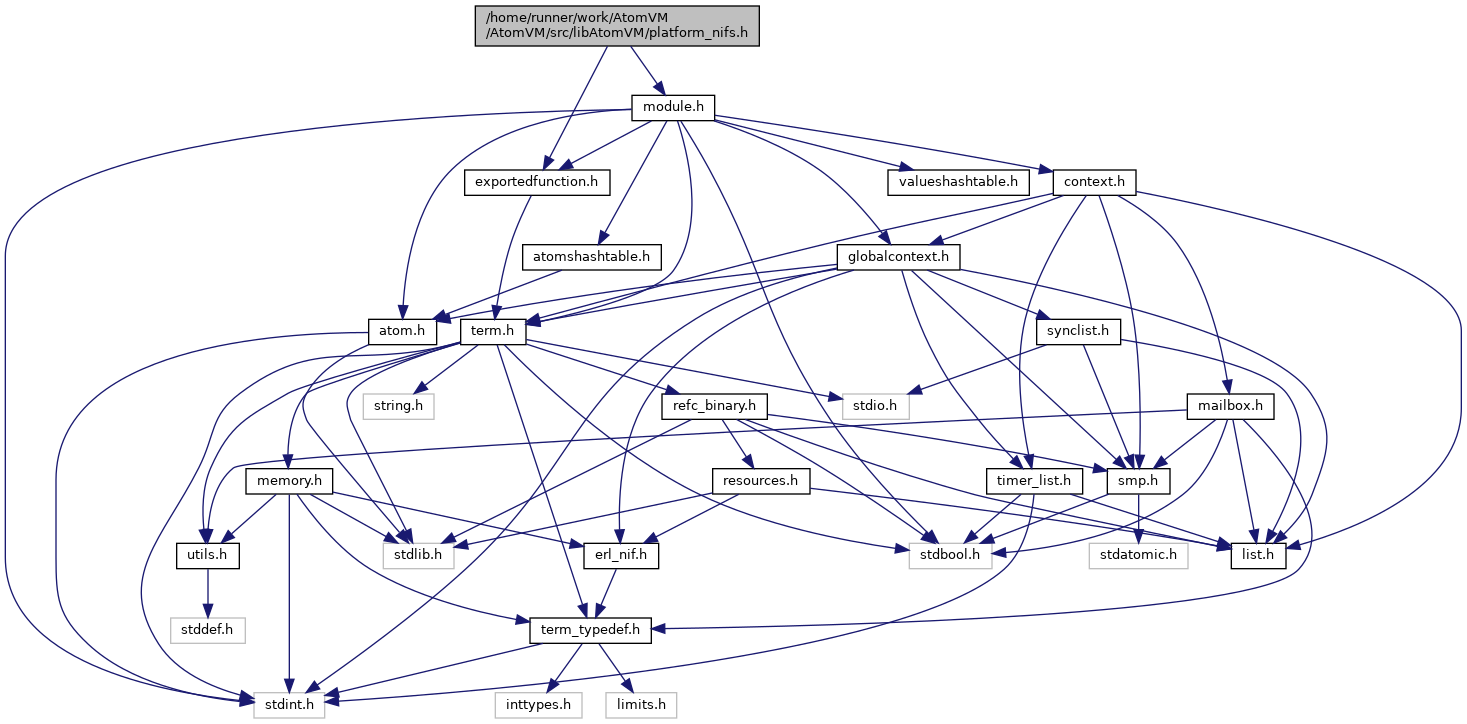 /home/runner/work/AtomVM
/AtomVM/src/libAtomVM/platform_nifs.h
module.h
exportedfunction.h
valueshashtable.h
context.h
atomshashtable.h
globalcontext.h
atom.h
term.h
synclist.h
string.h
refc_binary.h
stdio.h
mailbox.h
memory.h
resources.h
timer_list.h
smp.h
utils.h
stdlib.h
erl_nif.h
stdbool.h
stdatomic.h
list.h
stddef.h
term_typedef.h
stdint.h
inttypes.h
limits.h